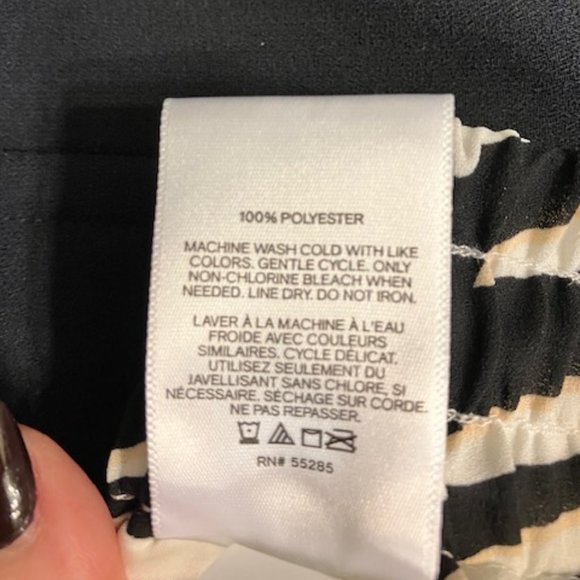 100% POLYESTER
MACHINE WASH COLD WITH LIKE
COLORS. GENTLE CYCLE. ONLY
NON-CHLORINE BLEACH WHEN
NEEDED. LINE DRY. DO NOT IRON.
LAVER À LA MACHINE À L'EAU
FROIDE AVEC COULEURS
SIMILAIRES. CYCLE DÉLICAT.
UTILISEZ SEULEMENT DU
JAVELLISANT SANS CHLORE, SI
NÉCESSAIRE. SÉCHAGE SUR CORDE.
NE PAS REPASSER.
RN# 55285